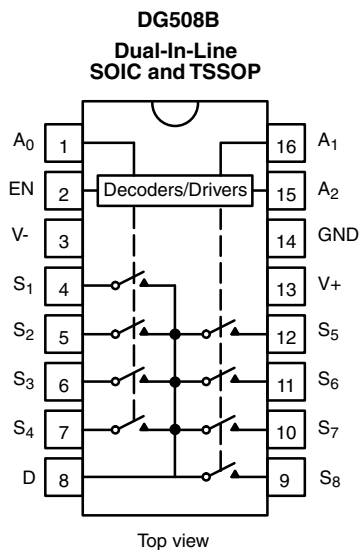 DG508B
Dual-In-Line
SOIC and TSSOP
A0 1 16 A1
EN 2 Decoders/Drivers 15 A2
V- 3 14 GND
S1 4 13 V+
S2 5 12 S5
S3 6 11 S6
S4 7 10 S7
D 8 9 S8
Top view